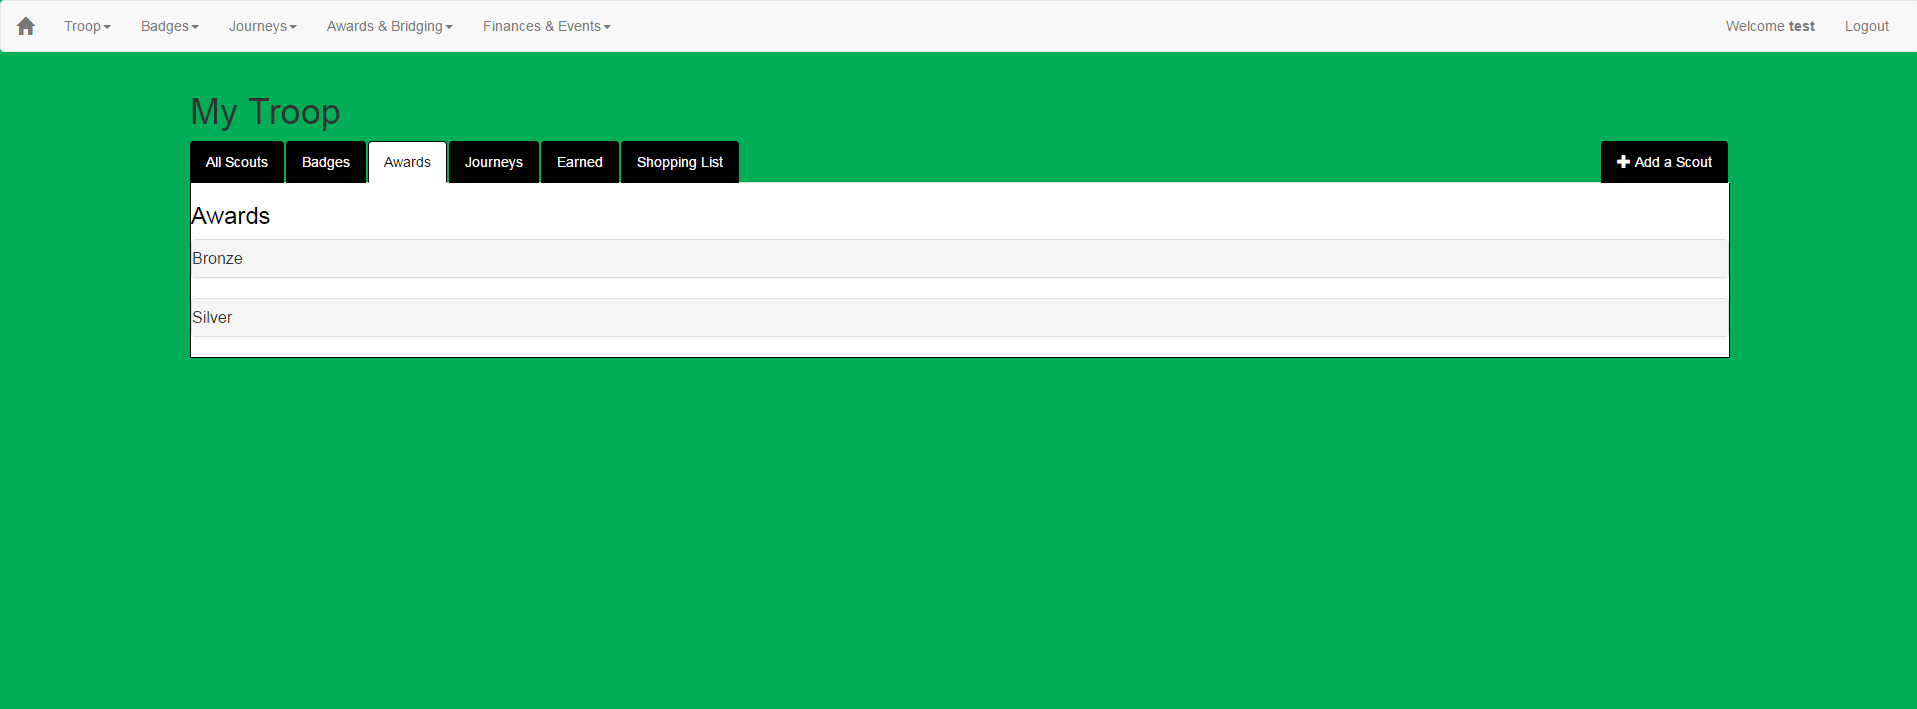 Troop Badges Journeys Awards & Bridging Finances & Events Welcome test Logout
My Troop
All Scouts Badges Awards Journeys Earned Shopping List Add a Scout
Awards
Bronze
Silver